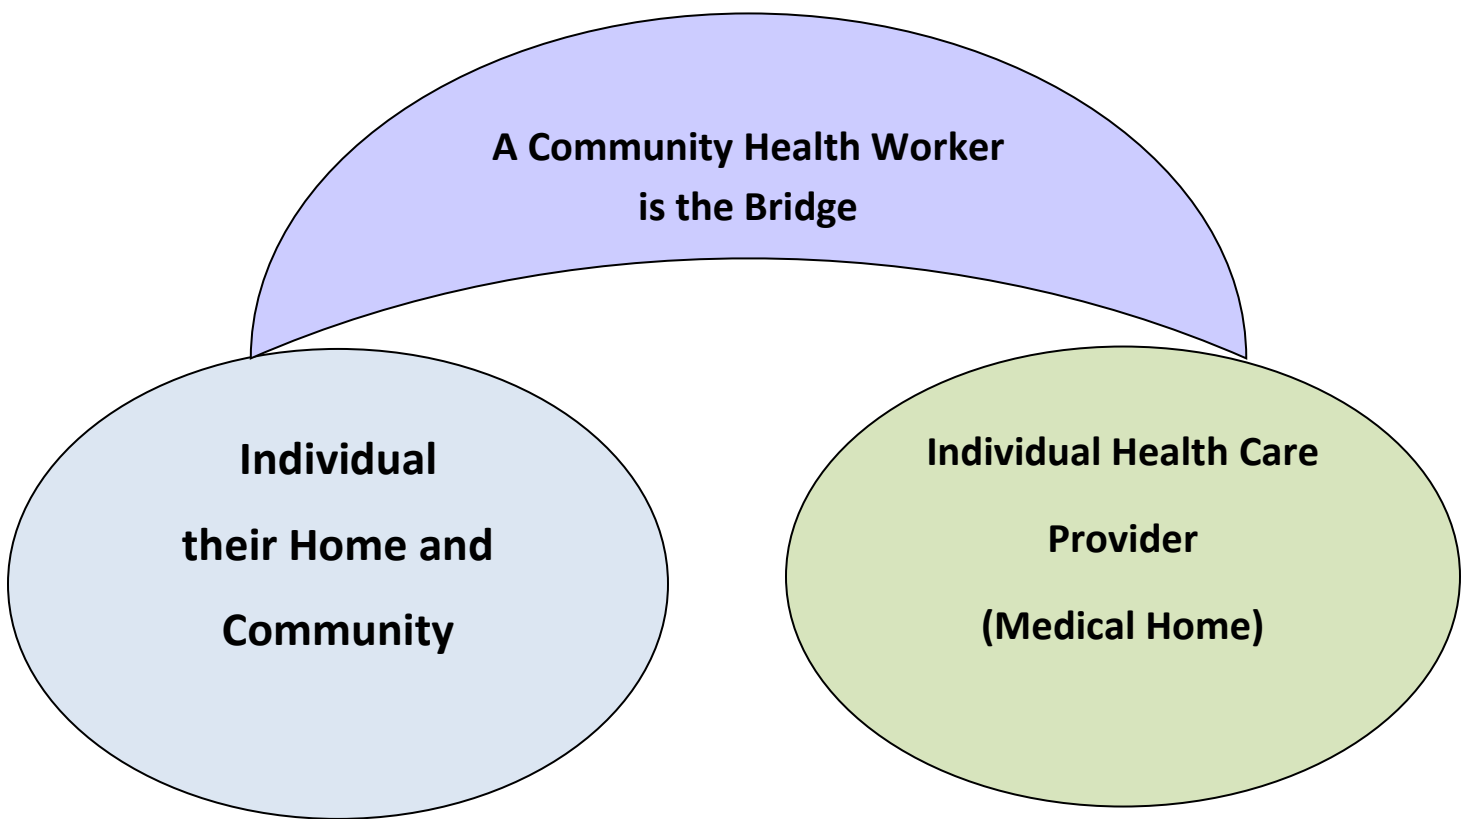 A Community Health Worker
is the Bridge
Individual
their Home and
Community
Individual Health Care
Provider
(Medical Home)